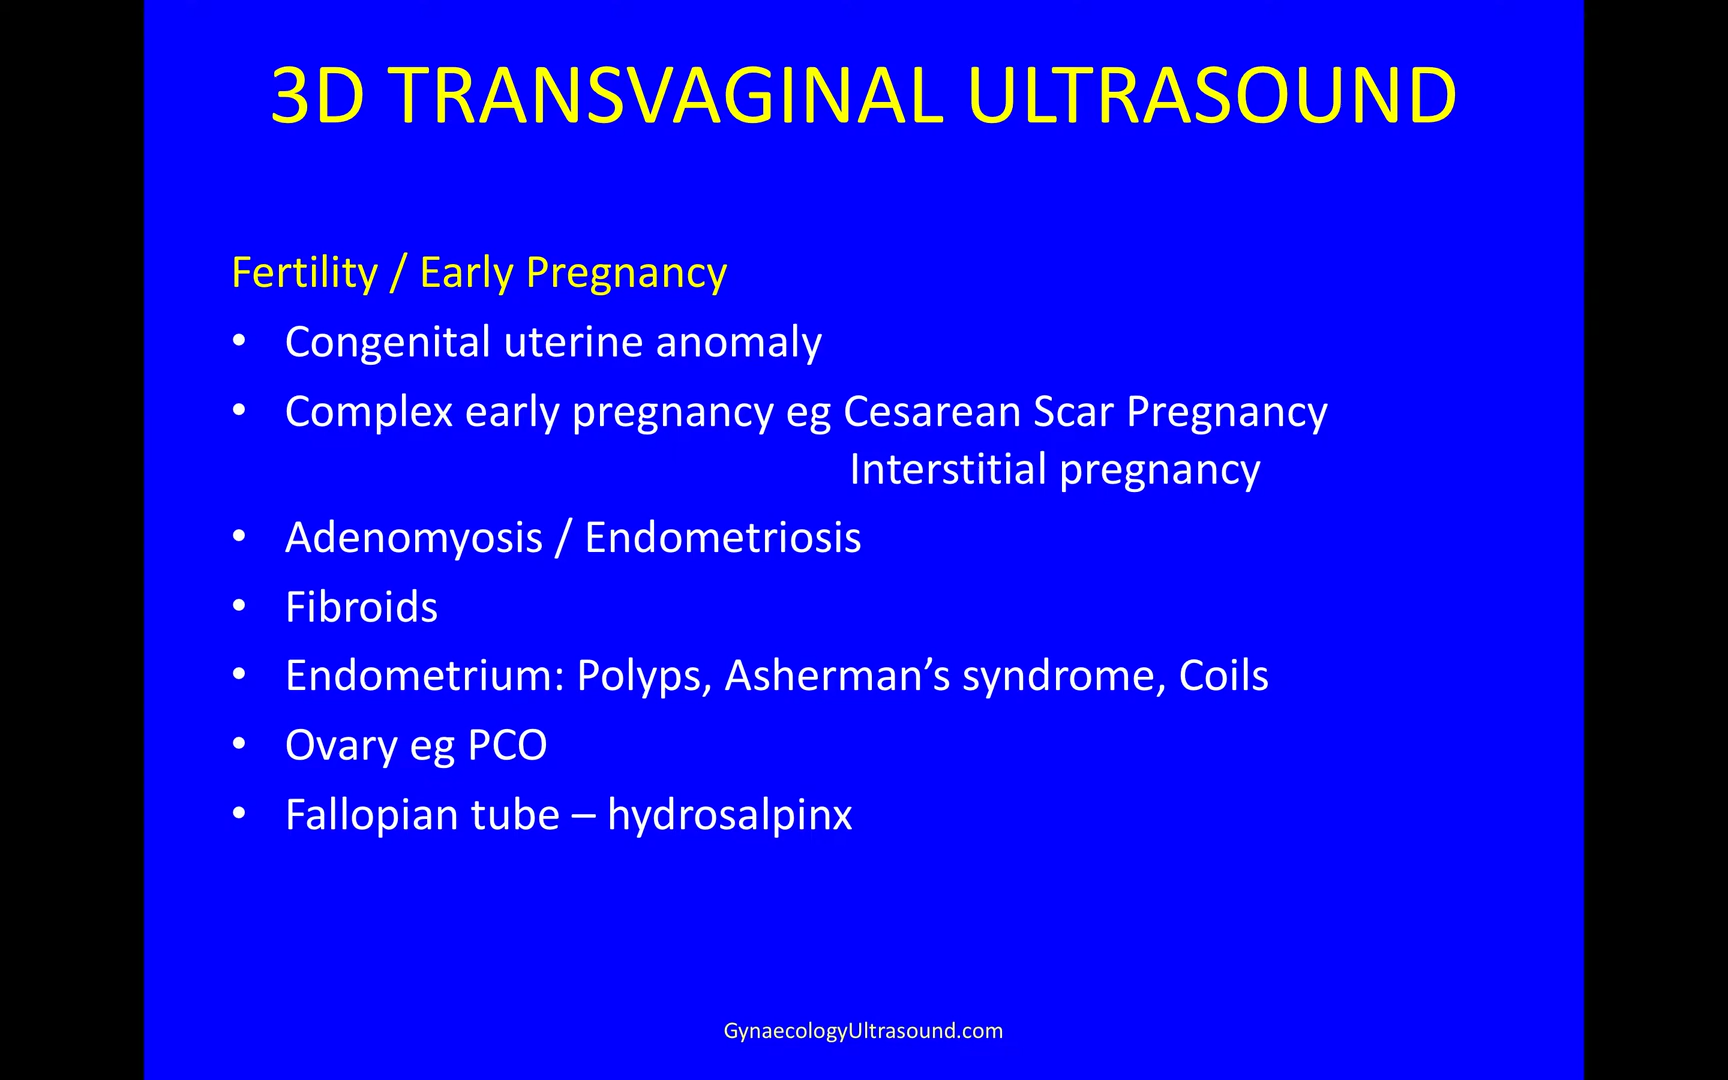 3D TRANSVAGINAL ULTRASOUND
Fertility / Early Pregnancy
• Congenital uterine anomaly
• Complex early pregnancy eg Cesarean Scar Pregnancy
Interstitial pregnancy
• Adenomyosis / Endometriosis
• Fibroids
• Endometrium: Polyps, Asherman’s syndrome, Coils
• Ovary eg PCO
• Fallopian tube – hydrosalpinx
GynaecologyUltrasound.com